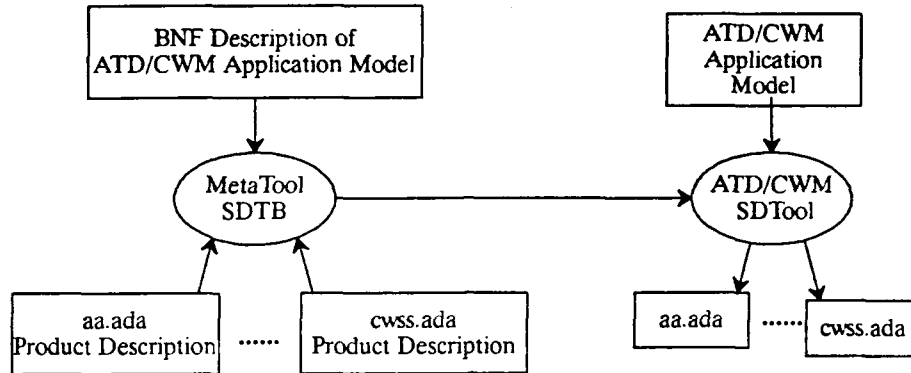 BNF Description of
ATD/CWM Application Model
ATD/CWM
Application
Model
MetaTool
SDTB
ATD/CWM
SDTool
aa.ada
Product Description
......
cwss.ada
Product Description
aa.ada
......
cwss.ada